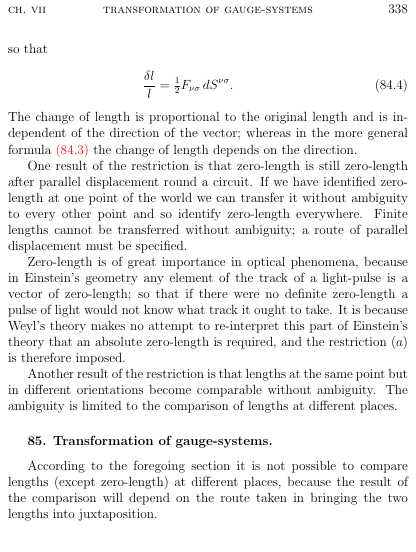 CH. VII TRANSFORMATION OF GAUGE-SYSTEMS 338
so that
δl/l = ½F_{νσ} dS^{νσ}. (84.4)
The change of length is proportional to the original length and is in-
dependent of the direction of the vector; whereas in the more general
formula (84.3) the change of length depends on the direction.
One result of the restriction is that zero-length is still zero-length
after parallel displacement round a circuit. If we have identified zero-
length at one point of the world we can transfer it without ambiguity
to every other point and so identify zero-length everywhere. Finite
lengths cannot be transferred without ambiguity; a route of parallel
displacement must be specified.
Zero-length is of great importance in optical phenomena, because
in Einstein's geometry any element of the track of a light-pulse is a
vector of zero-length; so that if there were no definite zero-length a
pulse of light would not know what track it ought to take. It is because
Weyl's theory makes no attempt to re-interpret this part of Einstein's
theory that an absolute zero-length is required, and the restriction (a)
is therefore imposed.
Another result of the restriction is that lengths at the same point but
in different orientations become comparable without ambiguity. The
ambiguity is limited to the comparison of lengths at different places.
85. Transformation of gauge-systems.
According to the foregoing section it is not possible to compare
lengths (except zero-length) at different places, because the result of
the comparison will depend on the route taken in bringing the two
lengths into juxtaposition.